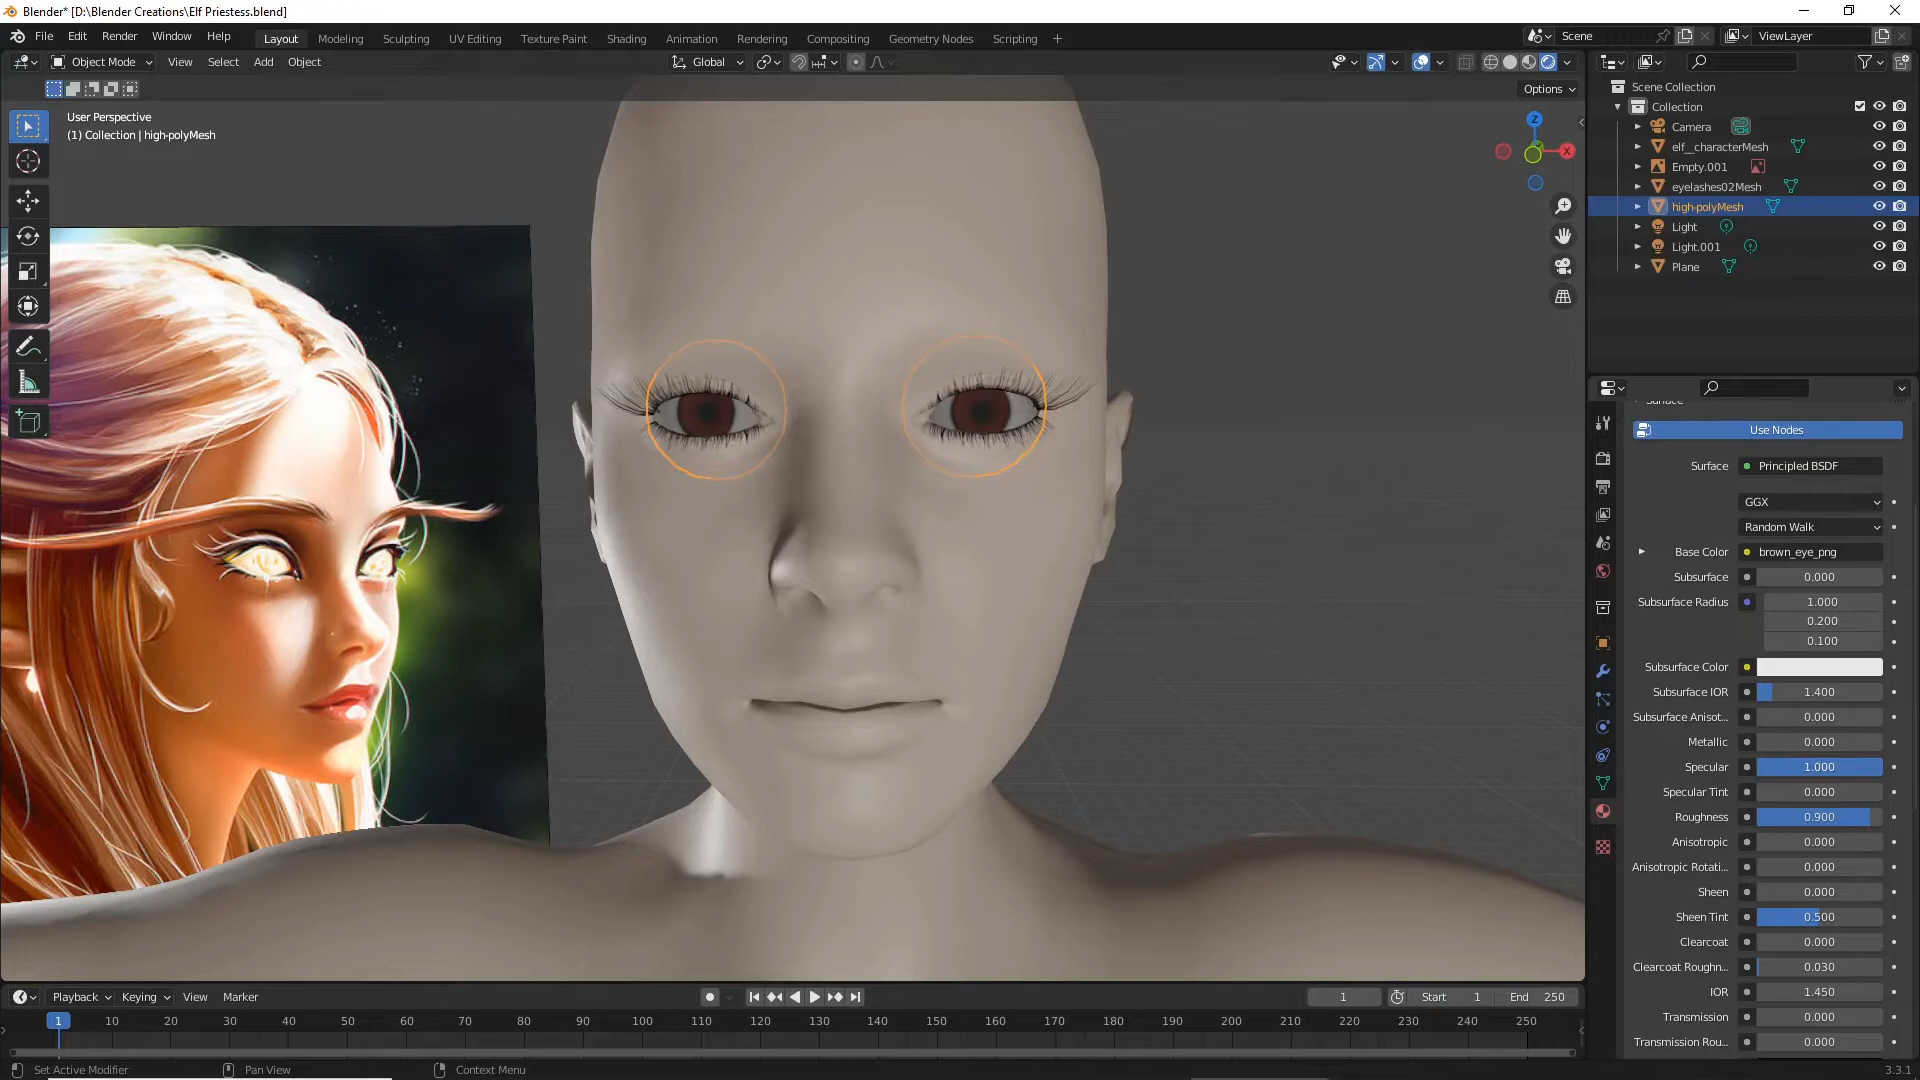 Blender* [D:\Blender Creations\Elf Priestess.blend]
File Edit Render Window Help Layout Modeling Sculpting UV Editing Texture Paint Shading Animation Rendering Compositing Geometry Nodes Scripting + Scene ViewLayer
Object Mode View Select Add Object Global
Options
User Perspective
(1) Collection | high-polyMesh
Z
X
Scene Collection
Collection
Camera
elf__characterMesh
Empty.001
eyelashes02Mesh
high-polyMesh
Light
Light.001
Plane
Surface
Use Nodes
Surface Principled BSDF
GGX
Random Walk
Base Color brown_eye_png
Subsurface 0.000
Subsurface Radius 1.000
0.200
0.100
Subsurface Color
Subsurface IOR 1.400
Subsurface Anisot... 0.000
Metallic 0.000
Specular 1.000
Specular Tint 0.000
Roughness 0.900
Anisotropic 0.000
Anisotropic Rotati... 0.000
Sheen 0.000
Sheen Tint 0.500
Clearcoat 0.000
Clearcoat Roughn... 0.030
IOR 1.450
Transmission 0.000
Transmission Rou... 0.000
Playback Keying View Marker 1 Start 1 End 250
1 10 20 30 40 50 60 70 80 90 100 110 120 130 140 150 160 170 180 190 200 210 220 230 240 250
Set Active Modifier Pan View Context Menu 3.3.1